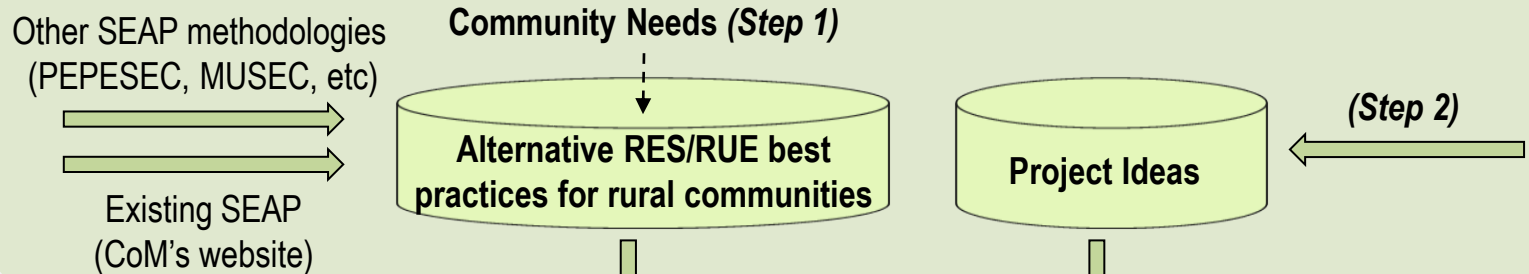 Other SEAP methodologies
(PEPESEC, MUSEC, etc)
Existing SEAP
(CoM's website)
Community Needs (Step 1)
Alternative RES/RUE best
practices for rural communities
Project Ideas
(Step 2)